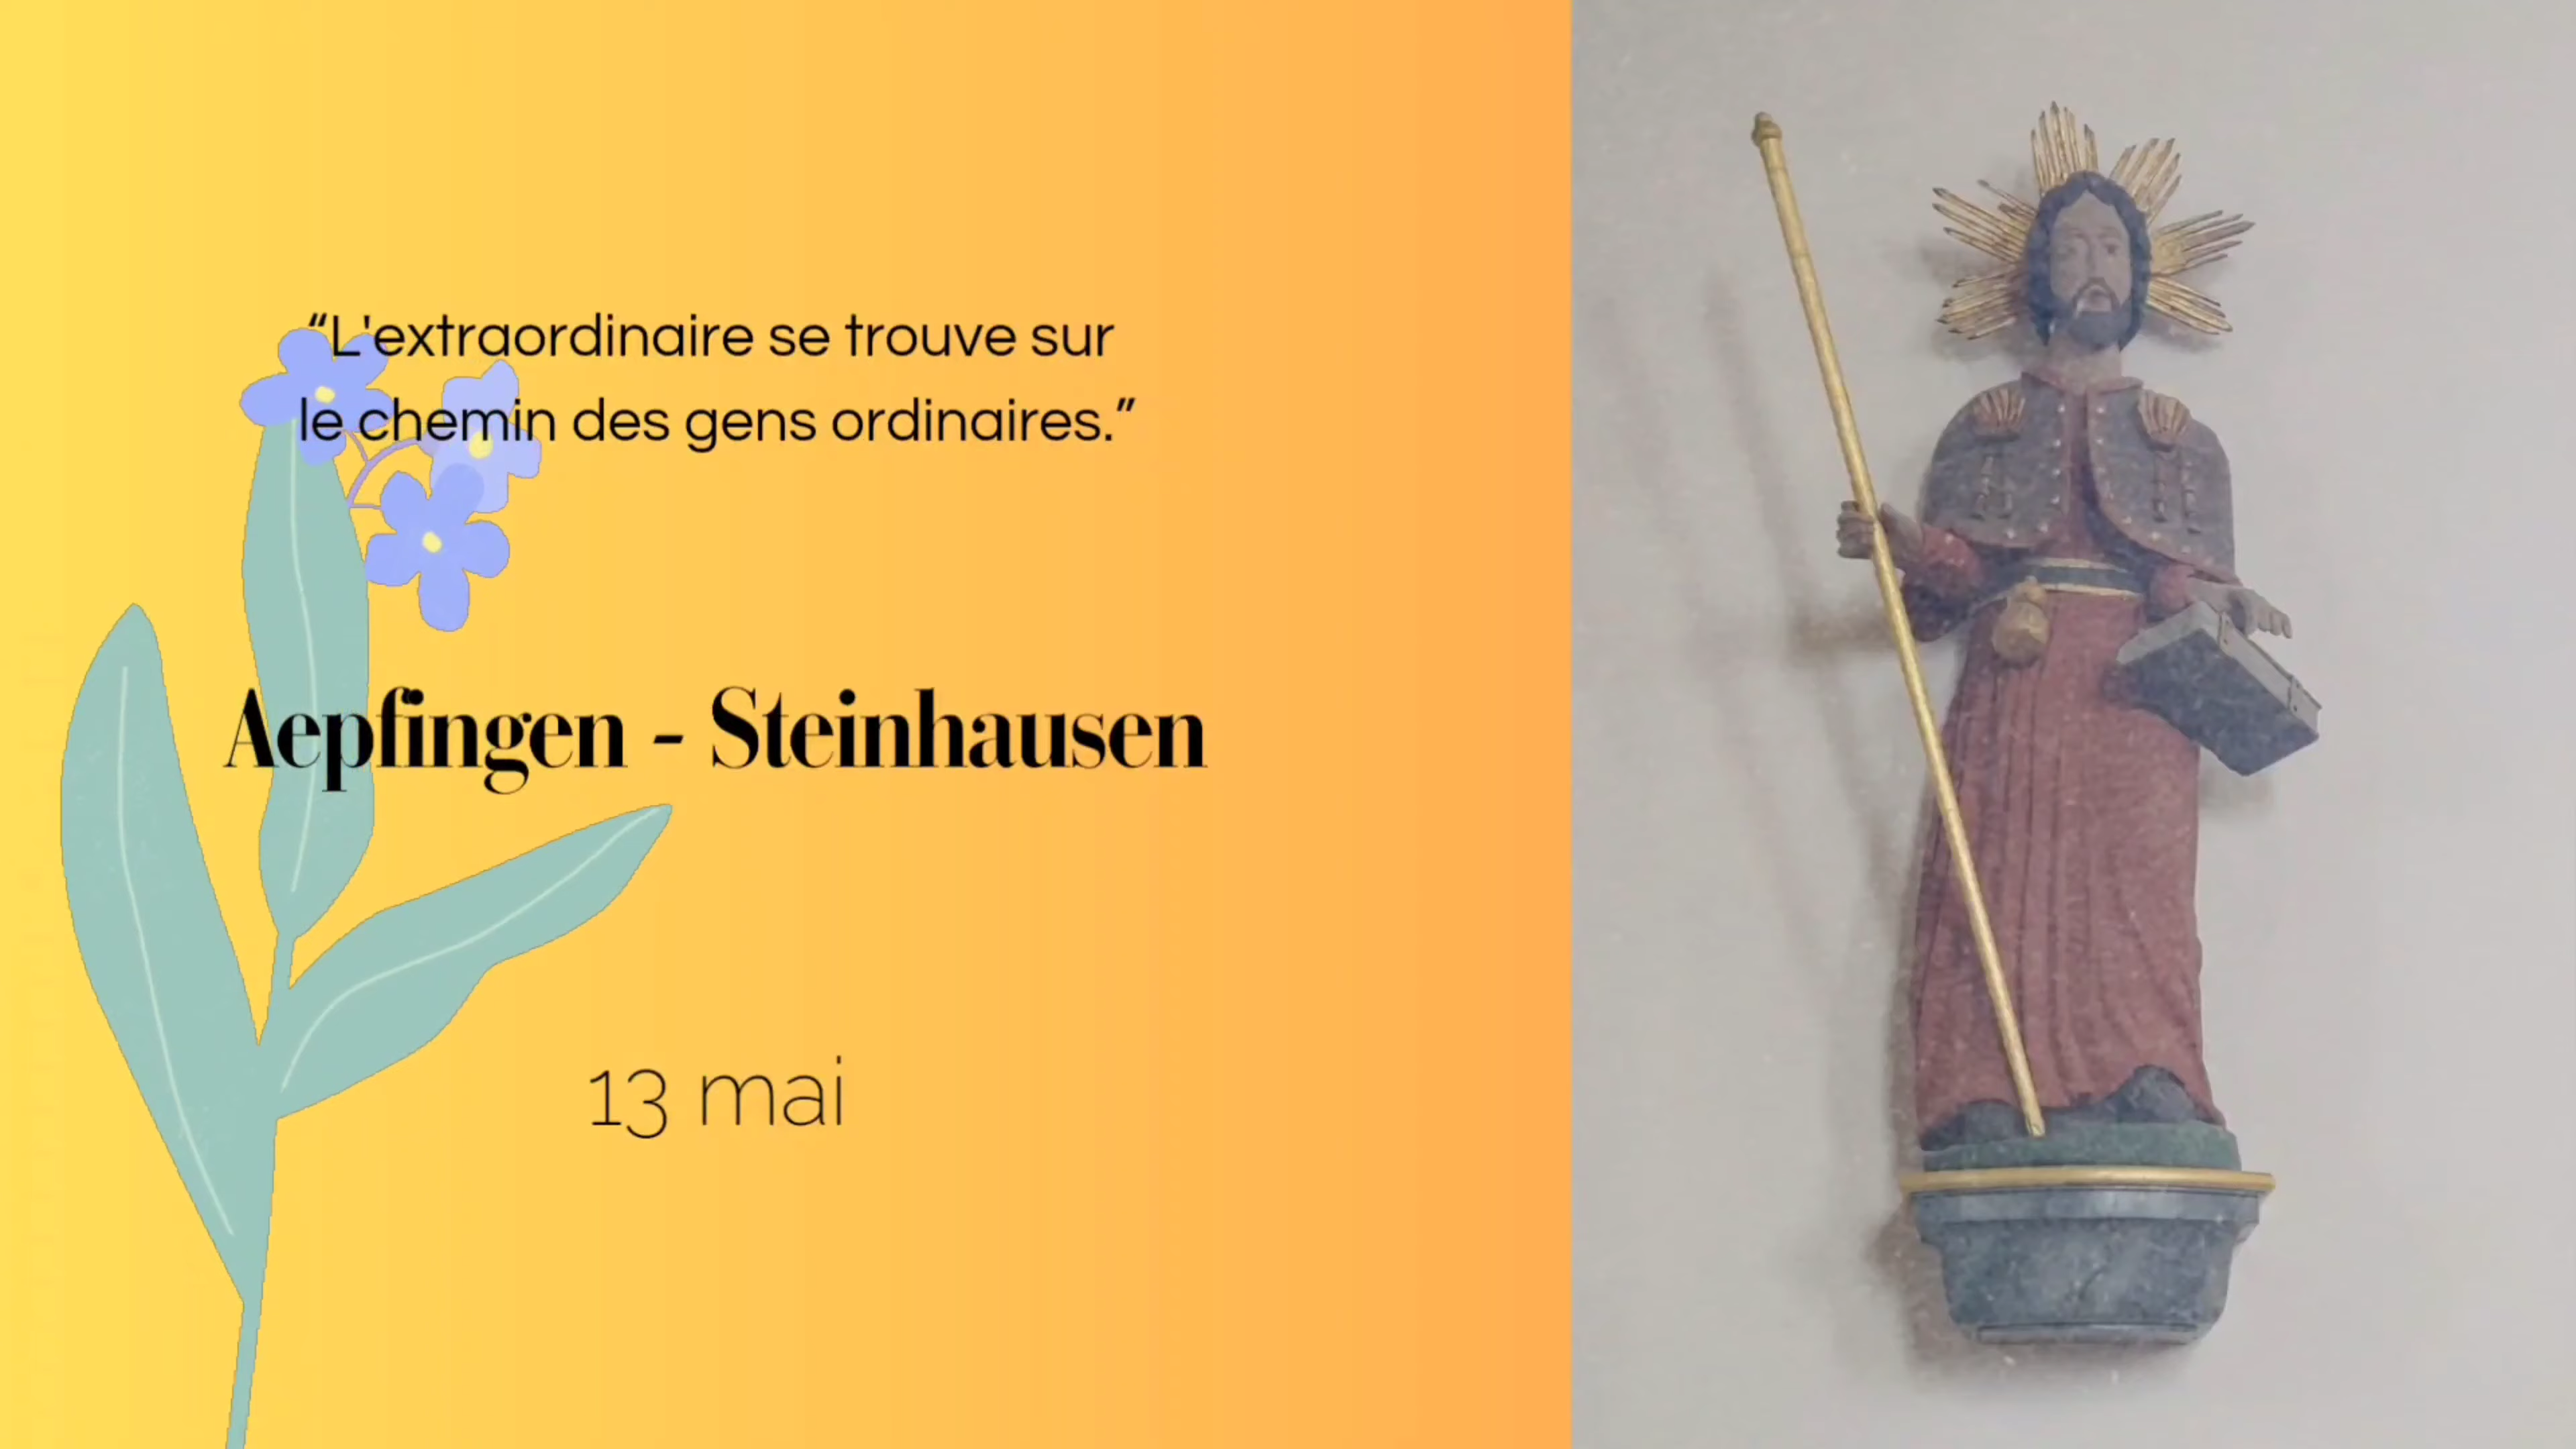 “L'extraordinaire se trouve sur
le chemin des gens ordinaires.”
Aepfingen - Steinhausen
13 mai